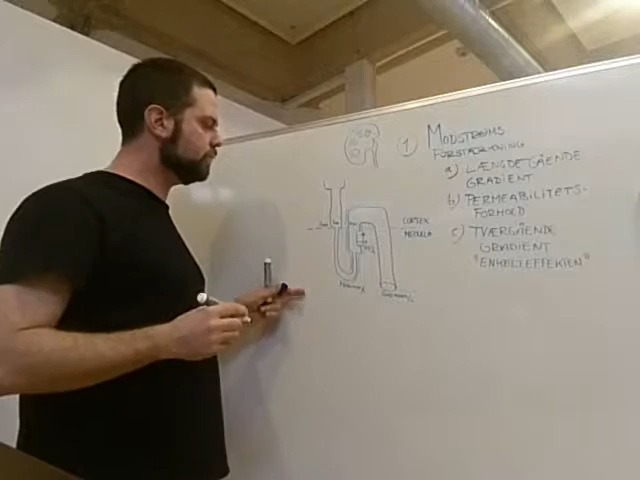 1 MODSTRØMS
FORSTÆRKNING
a) LÆNGDEGÅENDE
GRADIENT
b) PERMEABILITETS-
FORHOLD
c) TVÆRGÅENDE
GRADIENT
"ENKELTEFFEKTEN"
CORTEX
MEDULLA